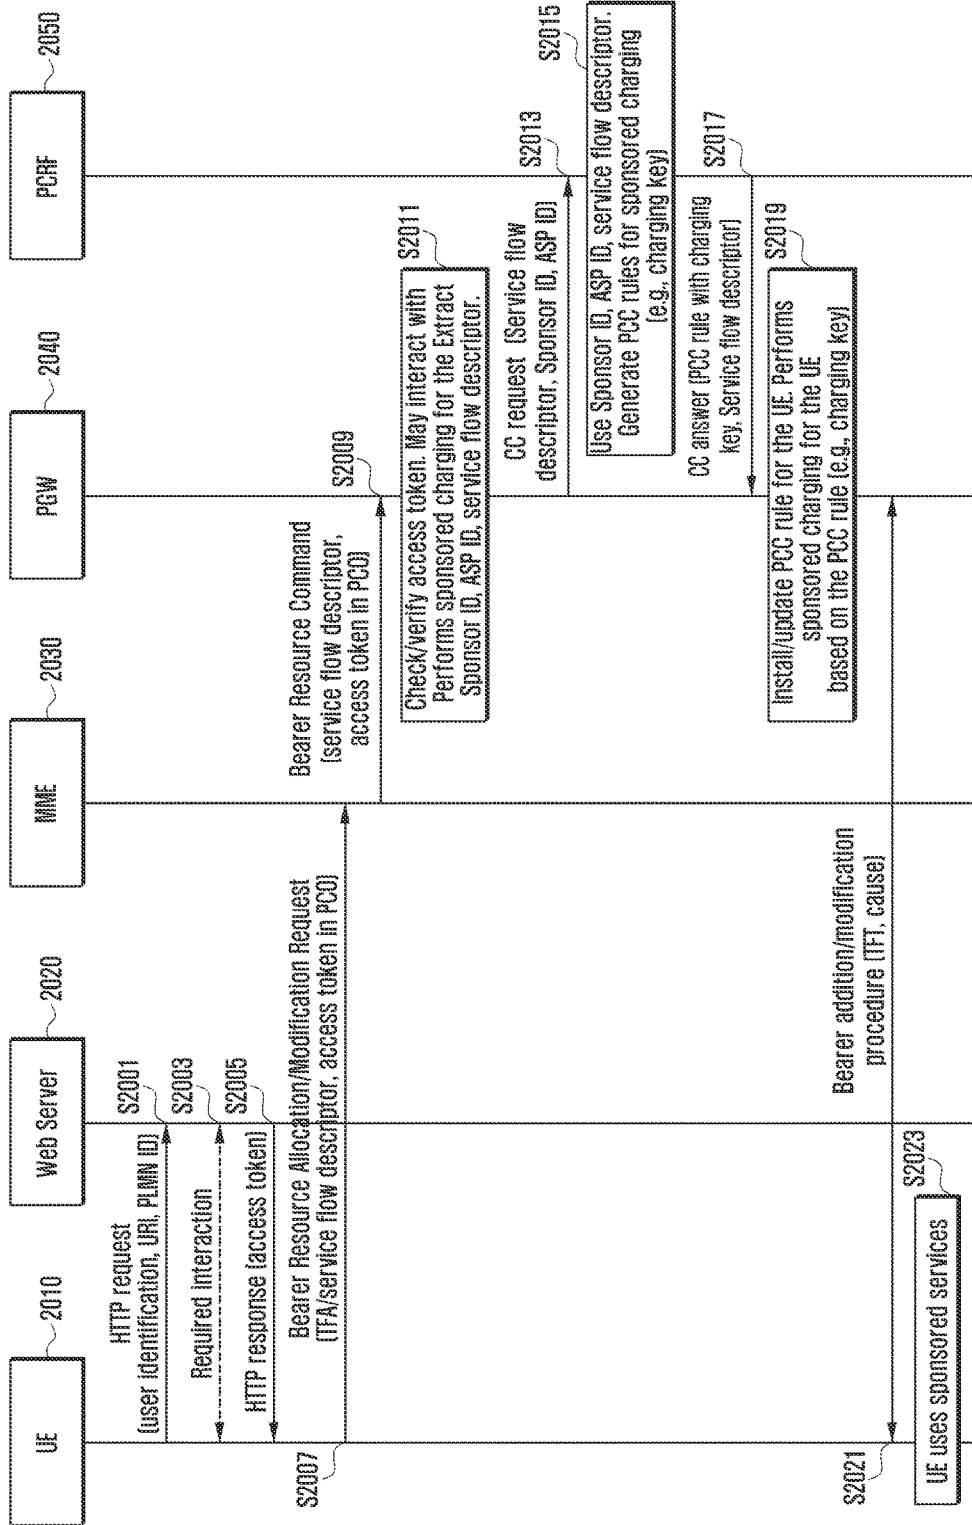 UE
2010
Web Server
2020
MME
2030
PGW
2040
PCRF
2050
HTTP request
(user identification, URI, PLMN ID)
S2001
Required interaction
S2003
HTTP response (access token)
S2005
S2007
Bearer Resource Allocation/Modification Request
(TFA/service flow descriptor, access token in PCO)
Bearer Resource Command
(service flow descriptor,
access token in PCO)
S2009
S2011
Check/verify access token. May interact with
Performs sponsored charging for the Extract
Sponsor ID, ASP ID, service flow descriptor.
CC request (Service flow
descriptor, Sponsor ID, ASP ID)
S2013
S2015
Use Sponsor ID, ASP ID, service flow descriptor.
Generate PCC rules for sponsored charging
(e.g., charging key)
CC answer (PCC rule with charging
key, Service flow descriptor)
S2017
S2019
Install/update PCC rule for the UE. Performs
sponsored charging for the UE
based on the PCC rule (e.g., charging key)
Bearer addition/modification
procedure (TFT, cause)
S2021
S2023
UE uses sponsored services